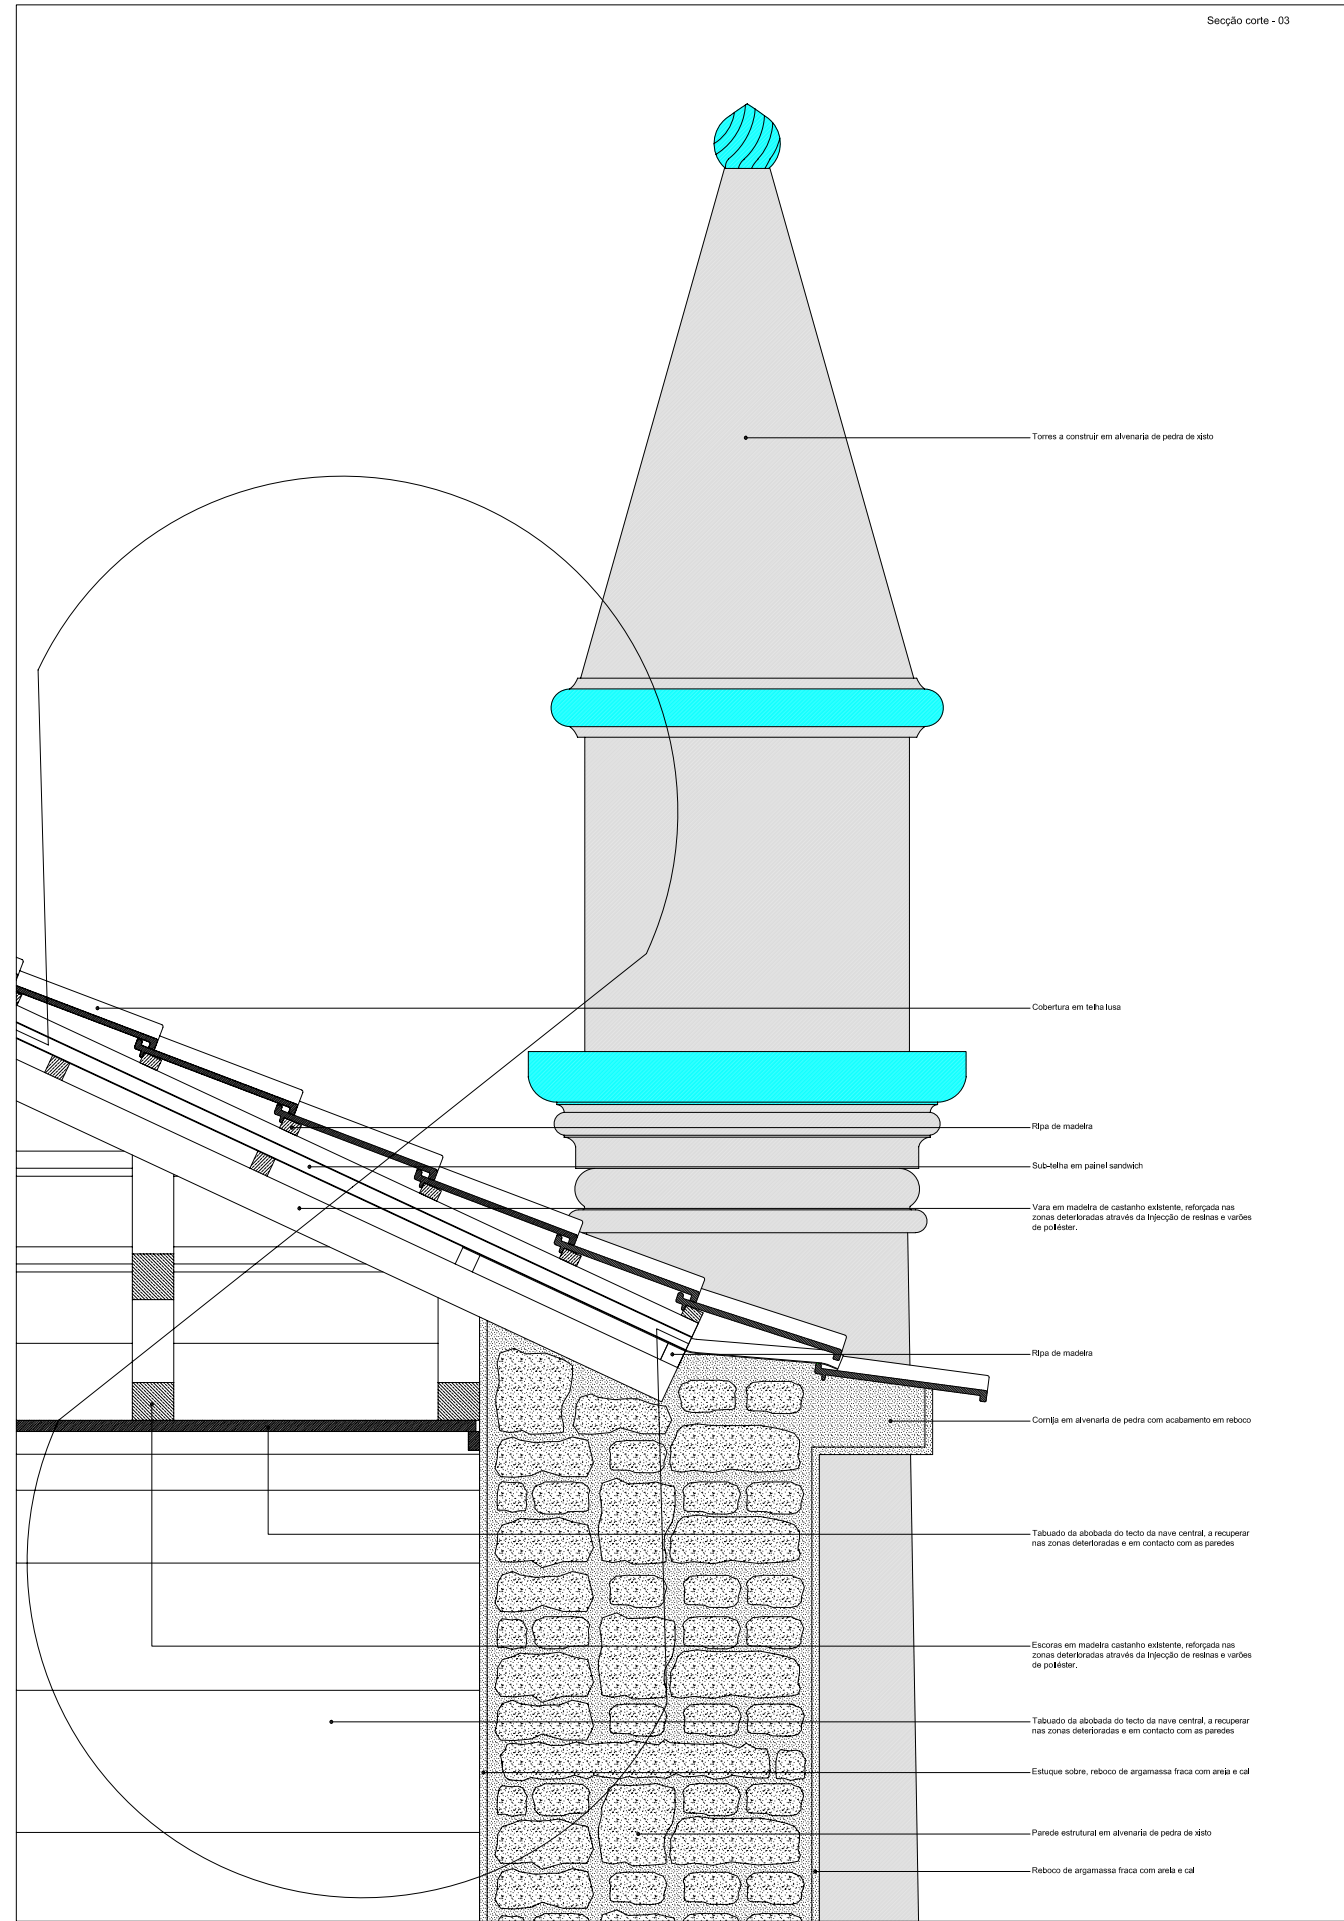 Secção corte - 03
Torres a construir em alvenaria de pedra de xisto
Cobertura em telha lusa
Ripa de madeira
Sub-telha em painel sandwich
Vara em madeira de castanho existente, reforçada nas
zonas deterioradas através da injecção de resinas e varões
de poliéster.
Ripa de madeira
Cornija em alvenaria de pedra com acabamento em reboco
Tabuado da abobada do tecto da nave central, a recuperar
nas zonas deterioradas e em contacto com as paredes
Escoras em madeira castanho existente, reforçada nas
zonas deterioradas através da injecção de resinas e varões
de poliéster.
Tabuado da abobada do tecto da nave central, a recuperar
nas zonas deterioradas e em contacto com as paredes
Estuque sobre, reboco de argamassa fraca com areia e cal
Parede estrutural em alvenaria de pedra de xisto
Reboco de argamassa fraca com areia e cal